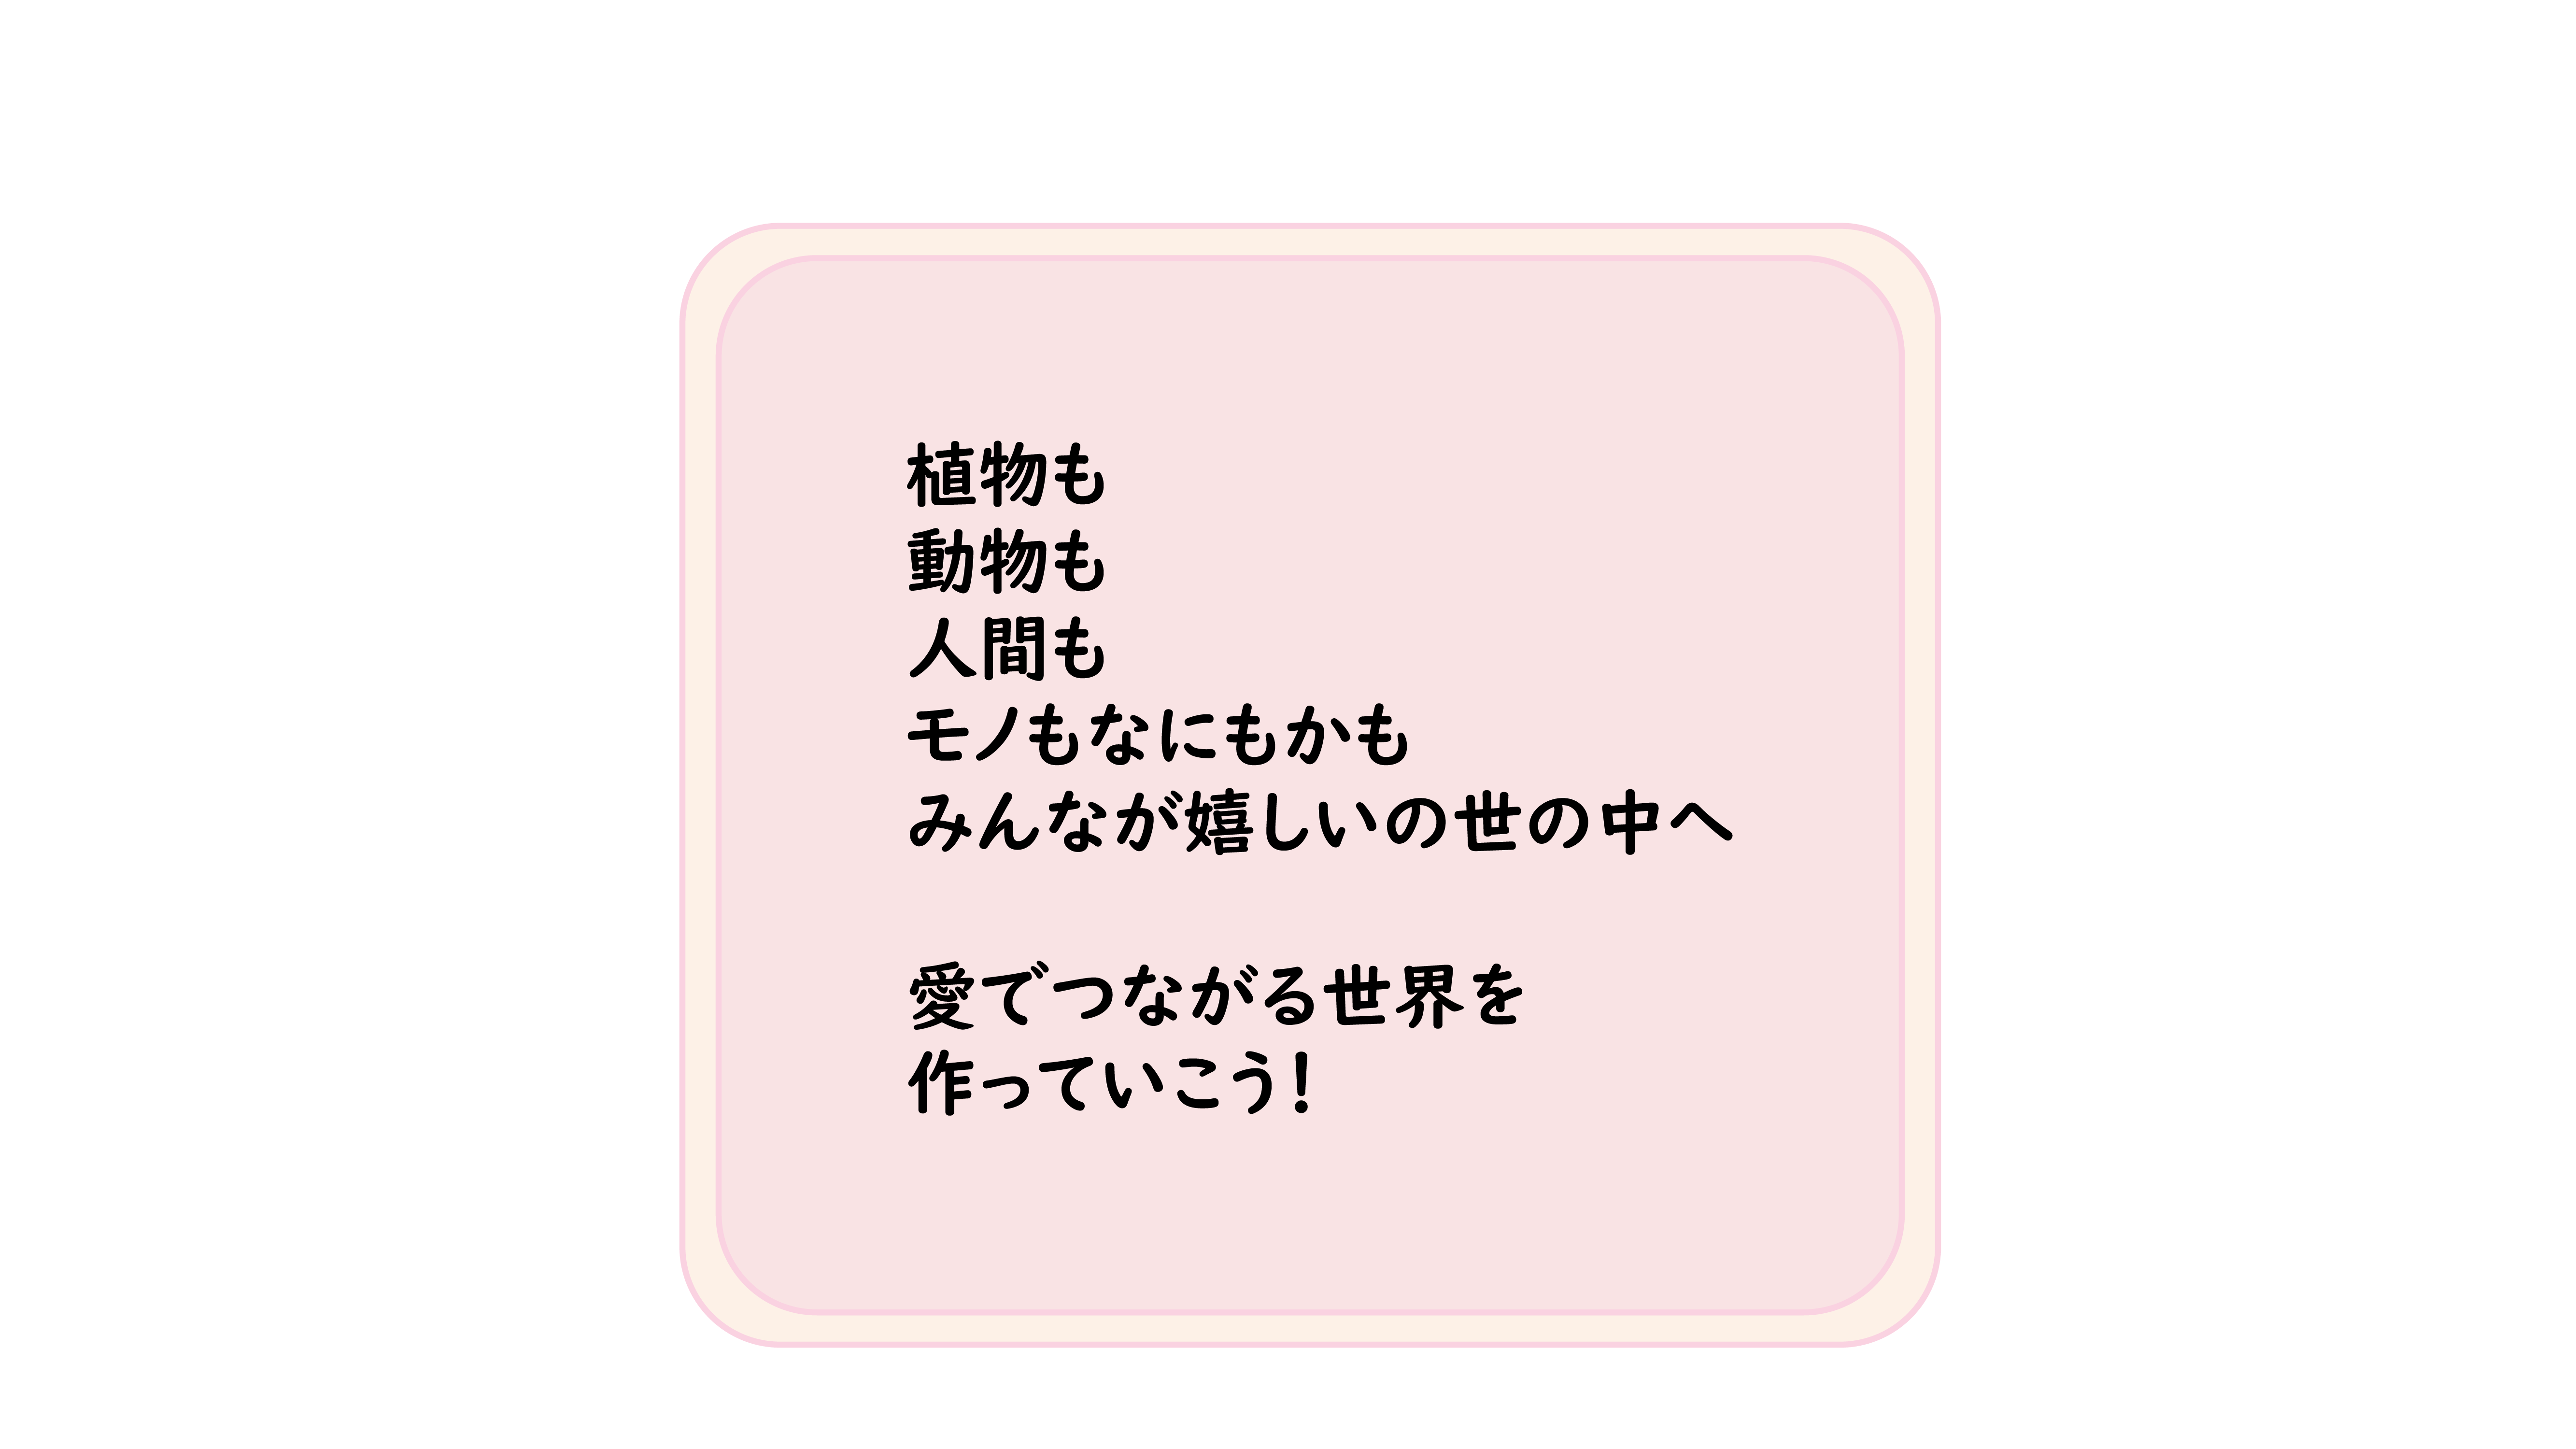 植物も
動物も
人間も
モノもなにもかも
みんなが嬉しいの世の中へ
愛でつながる世界を
作っていこう！